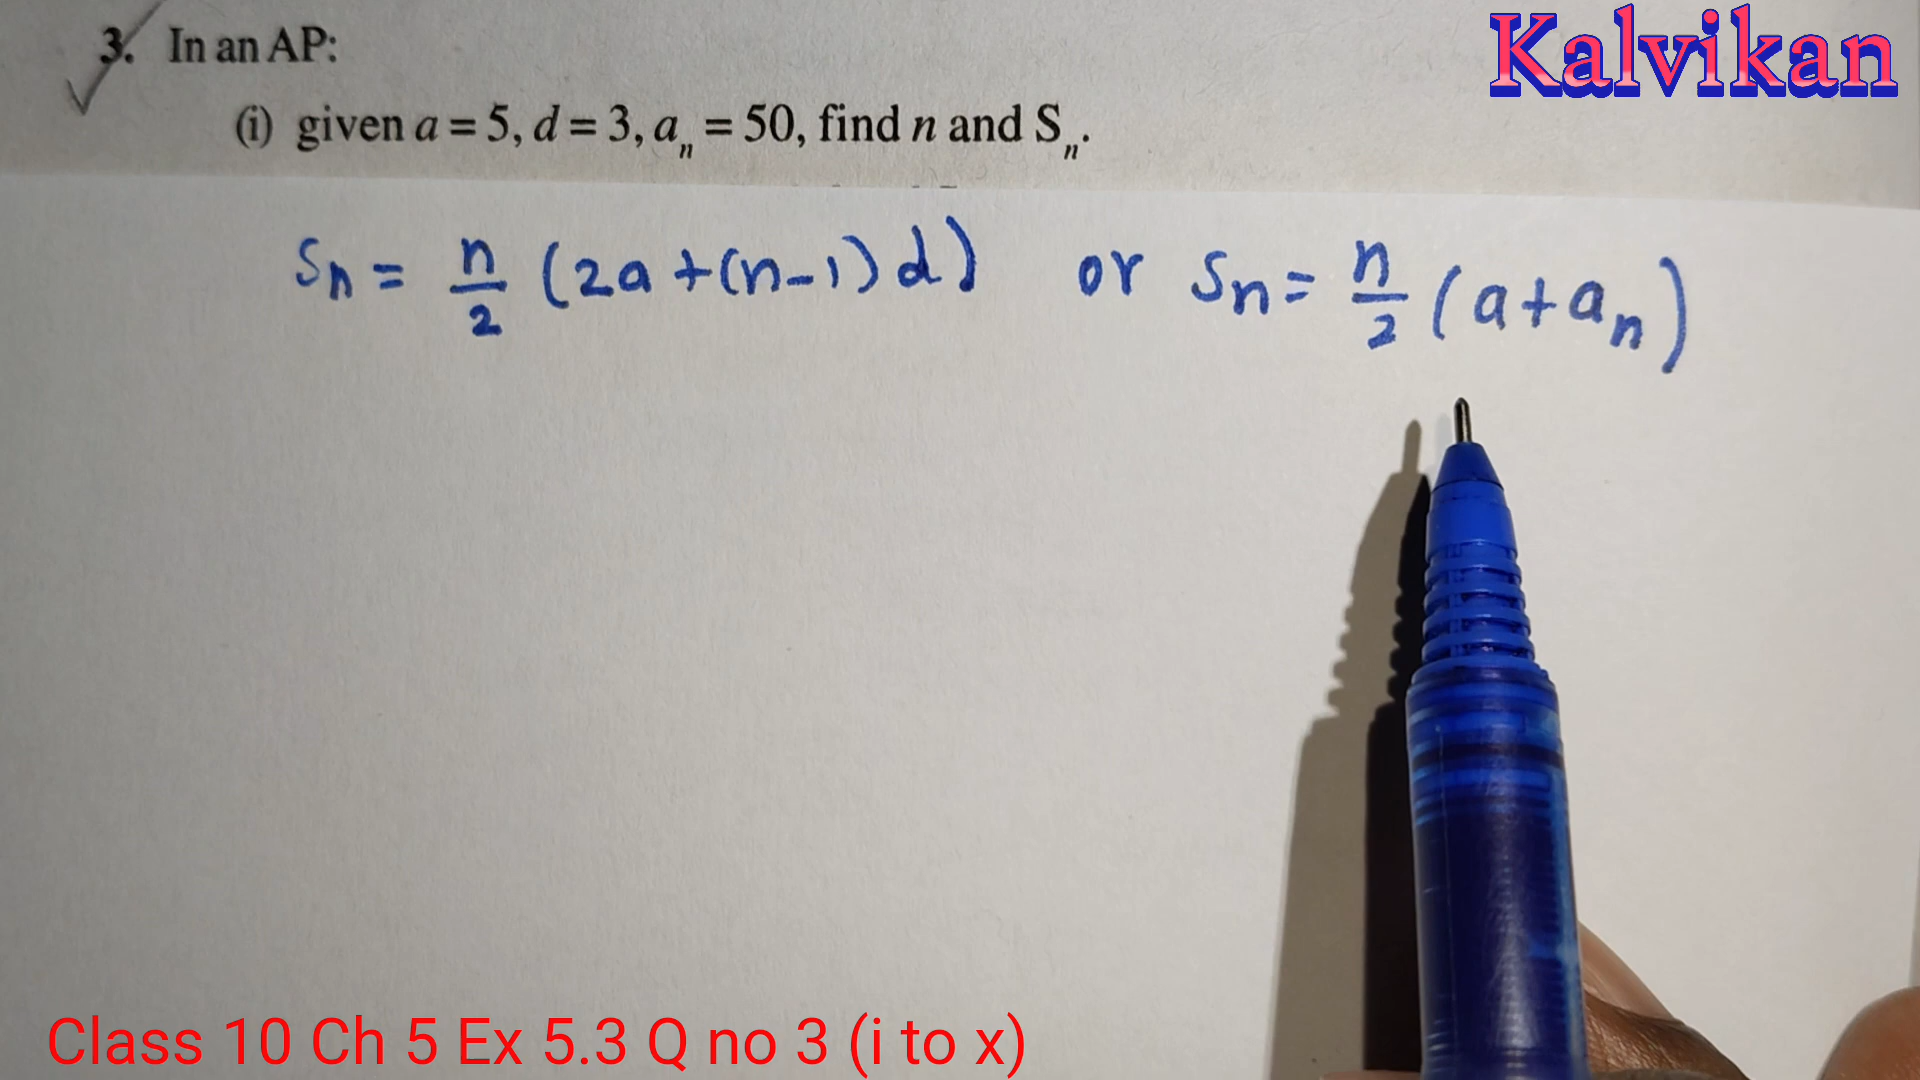 Kalvikan
3. In an AP:
(i) given a = 5, d = 3, aₙ = 50, find n and Sₙ.
Sₙ = n/2 (2a + (n-1) d) or Sₙ = n/2 (a + aₙ)
Class 10 Ch 5 Ex 5.3 Q no 3 (i to x)